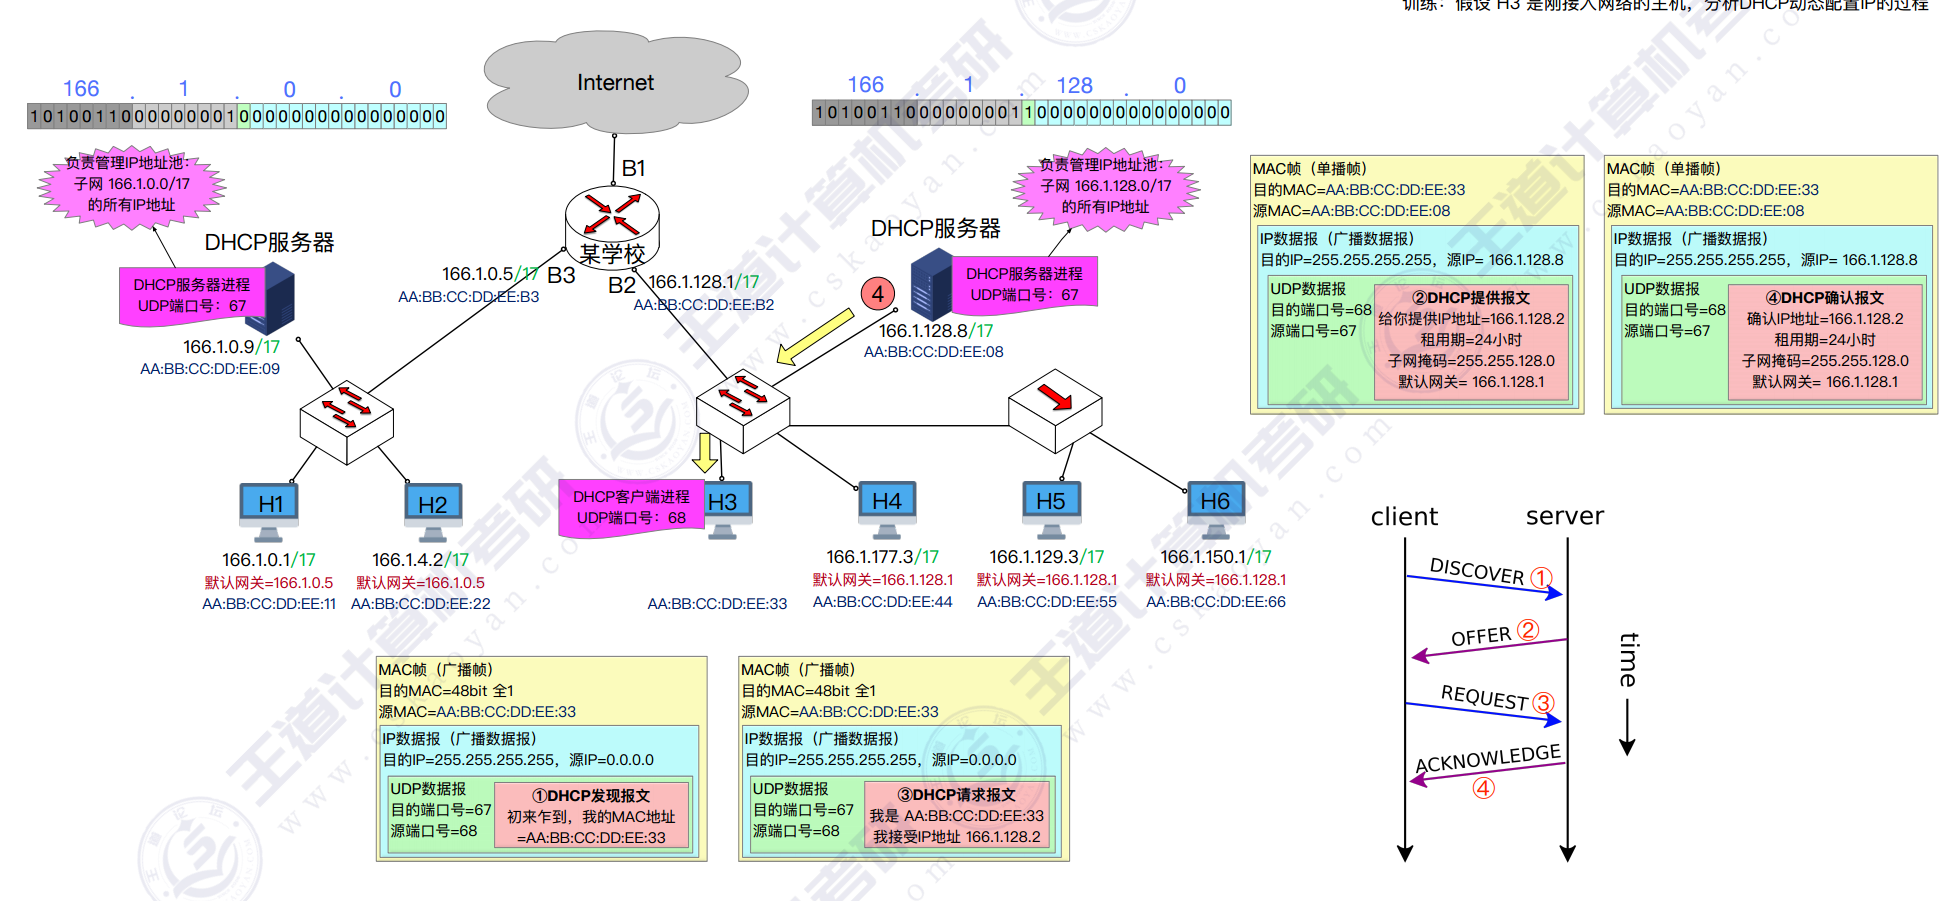 训练：假设 H3 是刚接入网络的主机，分析DHCP动态配置IP的过程
Internet
166 . 1 . 0 . 0
10100110000000010000000000000000
166 . 1 . 128 . 0
10100110000000011000000000000000
负责管理IP地址池：
子网 166.1.0.0/17
的所有IP地址
DHCP服务器
DHCP服务器进程
UDP端口号：67
166.1.0.9/17
AA:BB:CC:DD:EE:09
B1
某学校
B3
B2
166.1.0.5/17
AA:BB:CC:DD:EE:B3
166.1.128.1/17
AA:BB:CC:DD:EE:B2
负责管理IP地址池：
子网 166.1.128.0/17
的所有IP地址
DHCP服务器
DHCP服务器进程
UDP端口号：67
④
166.1.128.8/17
AA:BB:CC:DD:EE:08
MAC帧（单播帧）
目的MAC=AA:BB:CC:DD:EE:33
源MAC=AA:BB:CC:DD:EE:08
IP数据报（广播数据报）
目的IP=255.255.255.255，源IP= 166.1.128.8
UDP数据报
目的端口号=68
源端口号=67
②DHCP提供报文
给你提供IP地址=166.1.128.2
租用期=24小时
子网掩码=255.255.128.0
默认网关= 166.1.128.1
MAC帧（单播帧）
目的MAC=AA:BB:CC:DD:EE:33
源MAC=AA:BB:CC:DD:EE:08
IP数据报（广播数据报）
目的IP=255.255.255.255，源IP= 166.1.128.8
UDP数据报
目的端口号=68
源端口号=67
④DHCP确认报文
确认IP地址=166.1.128.2
租用期=24小时
子网掩码=255.255.128.0
默认网关= 166.1.128.1
H1
166.1.0.1/17
默认网关=166.1.0.5
AA:BB:CC:DD:EE:11
H2
166.1.4.2/17
默认网关=166.1.0.5
AA:BB:CC:DD:EE:22
DHCP客户端进程
UDP端口号：68
H3
AA:BB:CC:DD:EE:33
H4
166.1.177.3/17
默认网关=166.1.128.1
AA:BB:CC:DD:EE:44
H5
166.1.129.3/17
默认网关=166.1.128.1
AA:BB:CC:DD:EE:55
H6
166.1.150.1/17
默认网关=166.1.128.1
AA:BB:CC:DD:EE:66
client
server
DISCOVER ①
OFFER ②
REQUEST ③
ACKNOWLEDGE
④
time
MAC帧（广播帧）
目的MAC=48bit 全1
源MAC=AA:BB:CC:DD:EE:33
IP数据报（广播数据报）
目的IP=255.255.255.255，源IP=0.0.0.0
UDP数据报
目的端口号=67
源端口号=68
①DHCP发现报文
初来乍到，我的MAC地址
=AA:BB:CC:DD:EE:33
MAC帧（广播帧）
目的MAC=48bit 全1
源MAC=AA:BB:CC:DD:EE:33
IP数据报（广播数据报）
目的IP=255.255.255.255，源IP=0.0.0.0
UDP数据报
目的端口号=67
源端口号=68
③DHCP请求报文
我是 AA:BB:CC:DD:EE:33
我接受IP地址 166.1.128.2
王道计算机考研
www.cskaoyan.com